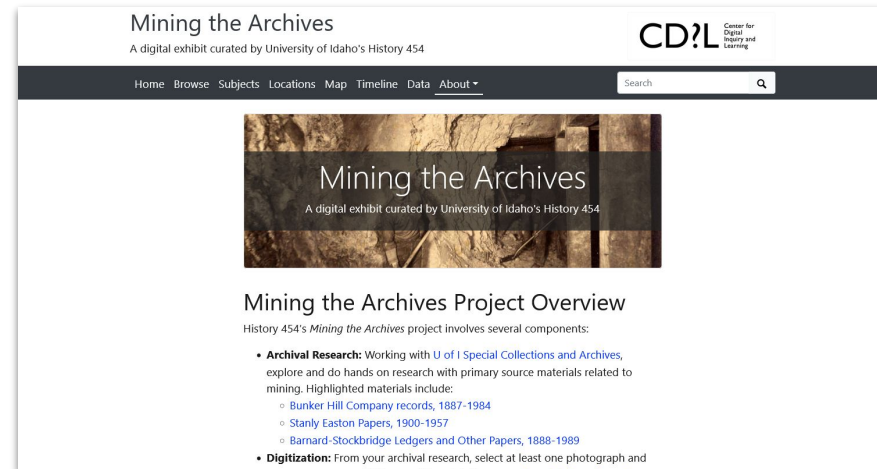 Mining the Archives
A digital exhibit curated by University of Idaho's History 454
CD?L
Center for
Digital
Inquiry and
Learning
Home Browse Subjects Locations Map Timeline Data About
Search
Mining the Archives
A digital exhibit curated by University of Idaho's History 454
Mining the Archives Project Overview
History 454's Mining the Archives project involves several components:
• Archival Research: Working with U of I Special Collections and Archives,
explore and do hands on research with primary source materials related to
mining. Highlighted materials include:
◦ Bunker Hill Company records, 1887-1984
◦ Stanly Easton Papers, 1900-1957
◦ Barnard-Stockbridge Ledgers and Other Papers, 1888-1989
• Digitization: From your archival research, select at least one photograph and